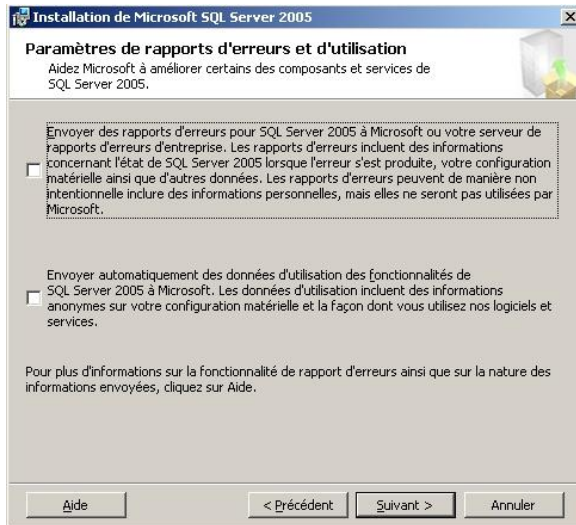 Installation de Microsoft SQL Server 2005
Paramètres de rapports d'erreurs et d'utilisation
Aidez Microsoft à améliorer certains des composants et services de
SQL Server 2005.
Envoyer des rapports d'erreurs pour SQL Server 2005 à Microsoft ou votre serveur de
rapports d'erreurs d'entreprise. Les rapports d'erreurs incluent des informations
concernant l'état de SQL Server 2005 lorsque l'erreur s'est produite, votre configuration
matérielle ainsi que d'autres données. Les rapports d'erreurs peuvent de manière non
intentionnelle inclure des informations personnelles, mais elles ne seront pas utilisées par
Microsoft.
Envoyer automatiquement des données d'utilisation des fonctionnalités de
SQL Server 2005 à Microsoft. Les données d'utilisation incluent des informations
anonymes sur votre configuration matérielle et la façon dont vous utilisez nos logiciels et
services.
Pour plus d'informations sur la fonctionnalité de rapport d'erreurs ainsi que sur la nature des
informations envoyées, cliquez sur Aide.
Aide
< Précédent
Suivant >
Annuler